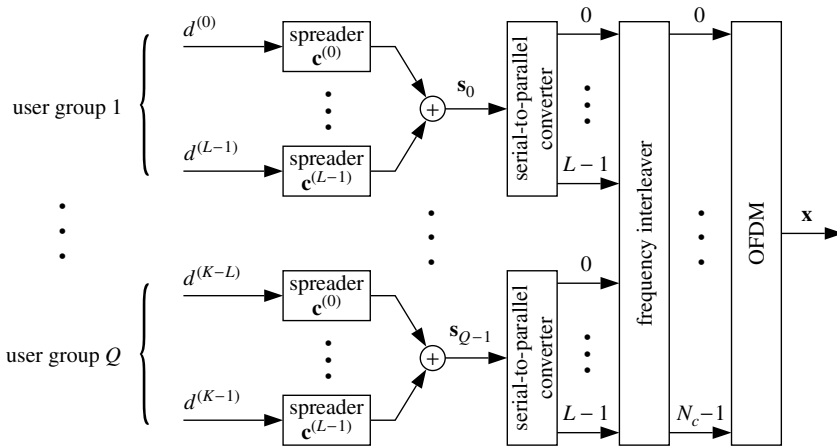 user group 1
d^(0)
spreader
c^(0)
d^(L–1)
spreader
c^(L–1)
+
s_0
serial-to-parallel
converter
0
L – 1
user group Q
d^(K–L)
spreader
c^(0)
d^(K–1)
spreader
c^(L–1)
+
s_Q–1
serial-to-parallel
converter
0
L – 1
frequency interleaver
0
N_c–1
OFDM
x